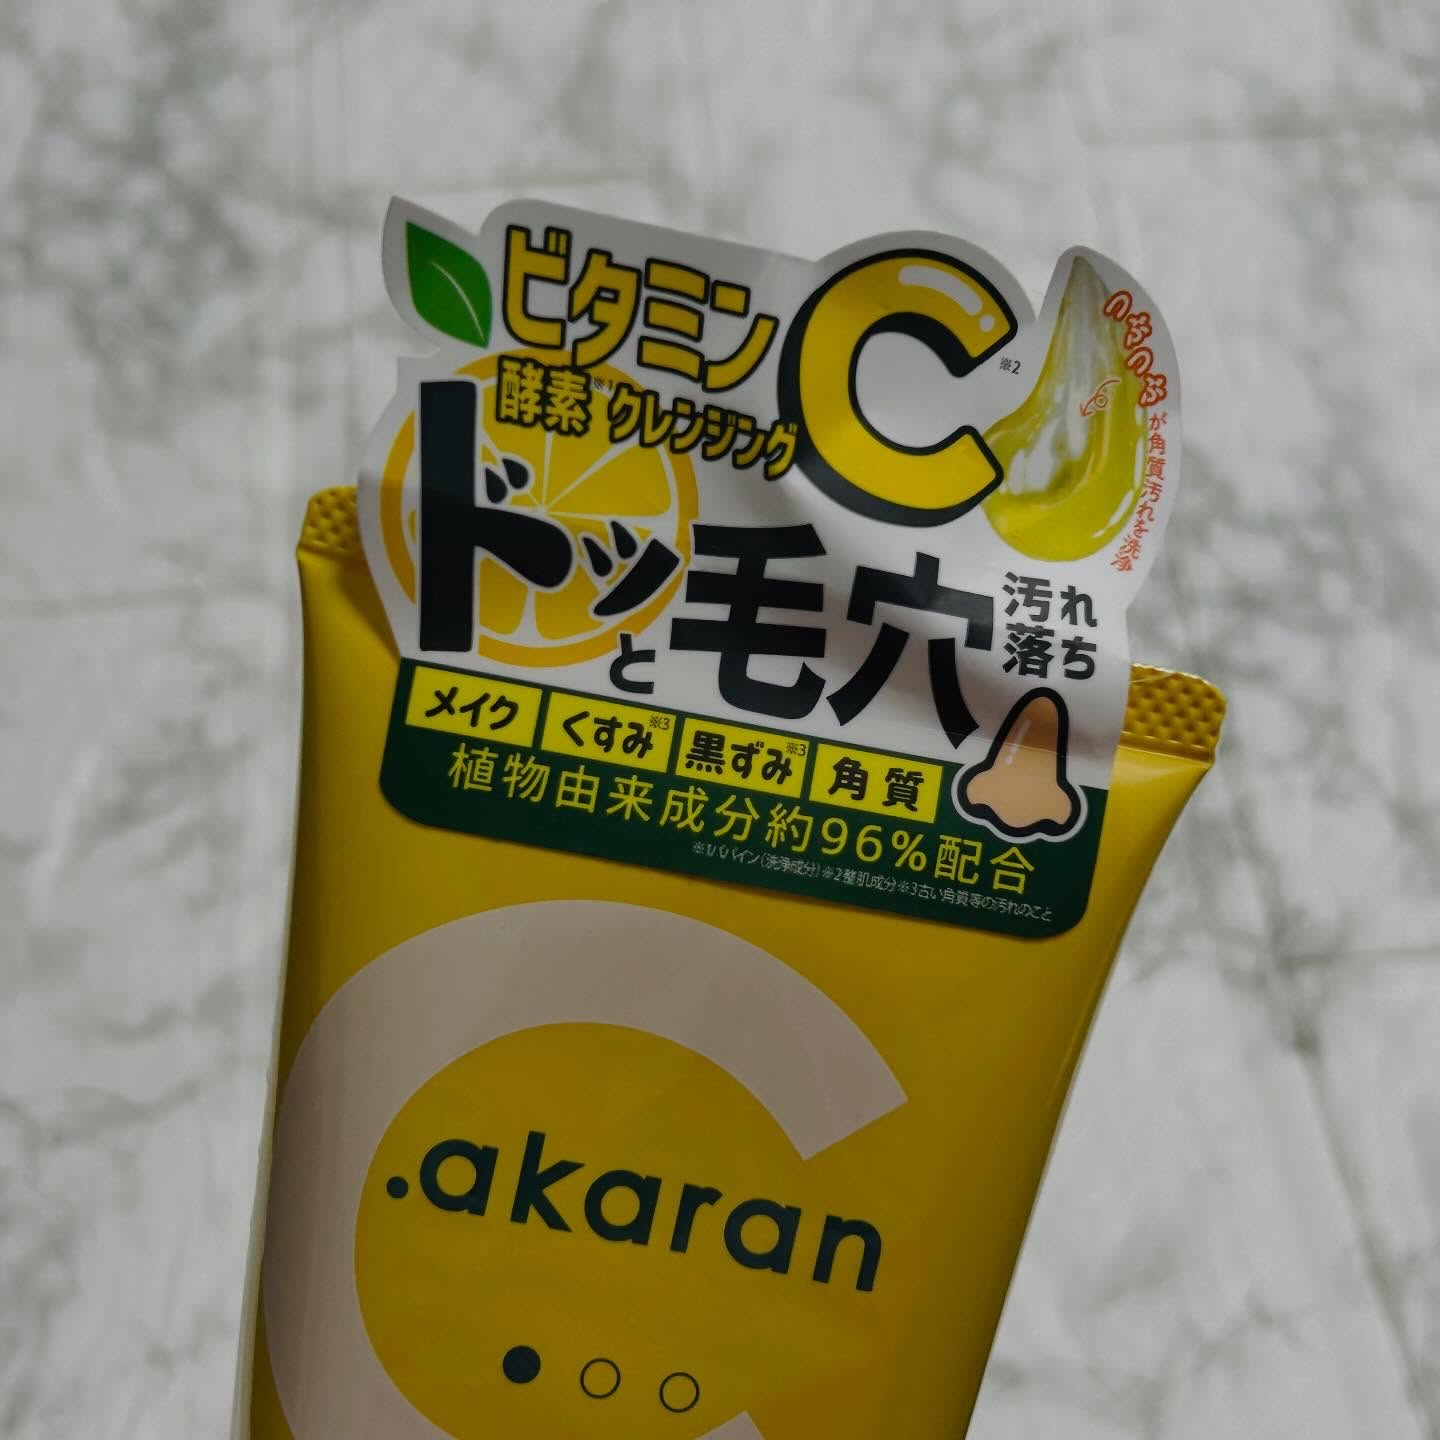 ビタミンC※2
酵素※1クレンジング
つぶつぶが角質汚れを洗浄
ドッと毛穴汚れ落ち
メイク くすみ※3 黒ずみ※3 角質
植物由来成分約96%配合
※1パパイン(洗浄成分)※2整肌成分※3古い角質等の汚れのこと
.akaran